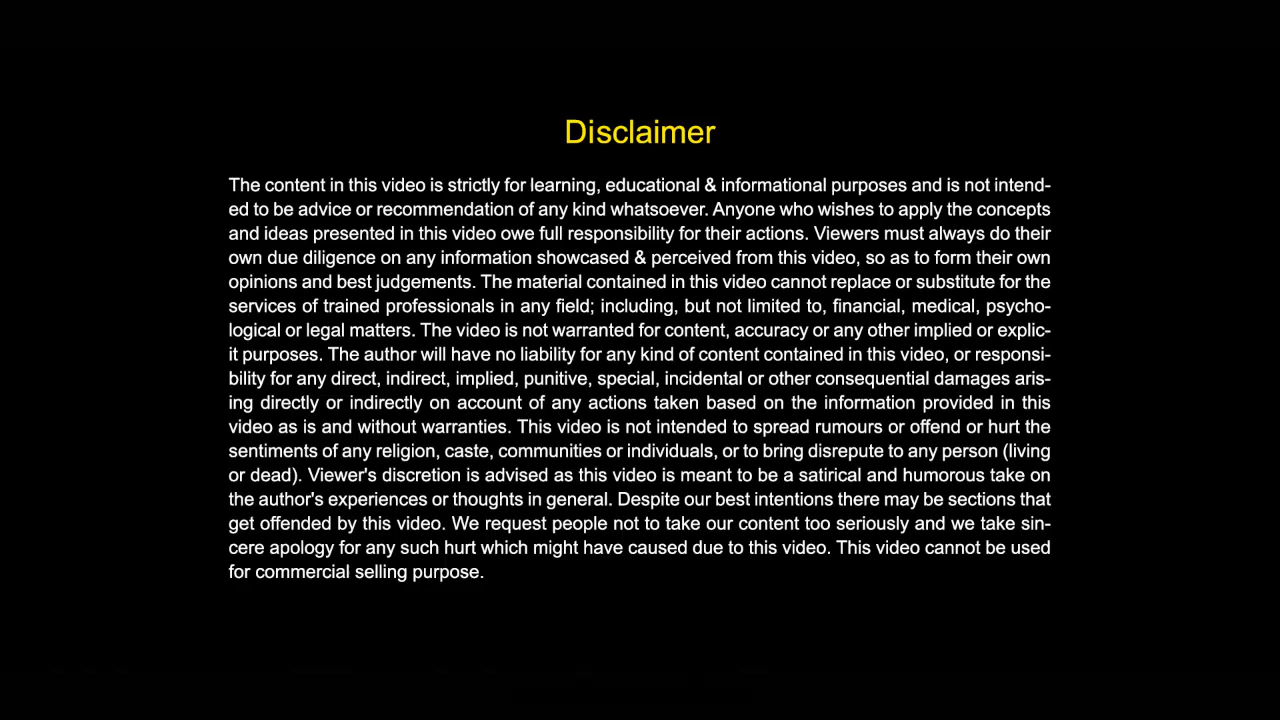 Disclaimer
The content in this video is strictly for learning, educational & informational purposes and is not intend-
ed to be advice or recommendation of any kind whatsoever. Anyone who wishes to apply the concepts
and ideas presented in this video owe full responsibility for their actions. Viewers must always do their
own due diligence on any information showcased & perceived from this video, so as to form their own
opinions and best judgements. The material contained in this video cannot replace or substitute for the
services of trained professionals in any field; including, but not limited to, financial, medical, psycho-
logical or legal matters. The video is not warranted for content, accuracy or any other implied or explic-
it purposes. The author will have no liability for any kind of content contained in this video, or responsi-
bility for any direct, indirect, implied, punitive, special, incidental or other consequential damages aris-
ing directly or indirectly on account of any actions taken based on the information provided in this
video as is and without warranties. This video is not intended to spread rumours or offend or hurt the
sentiments of any religion, caste, communities or individuals, or to bring disrepute to any person (living
or dead). Viewer's discretion is advised as this video is meant to be a satirical and humorous take on
the author's experiences or thoughts in general. Despite our best intentions there may be sections that
get offended by this video. We request people not to take our content too seriously and we take sin-
cere apology for any such hurt which might have caused due to this video. This video cannot be used
for commercial selling purpose.